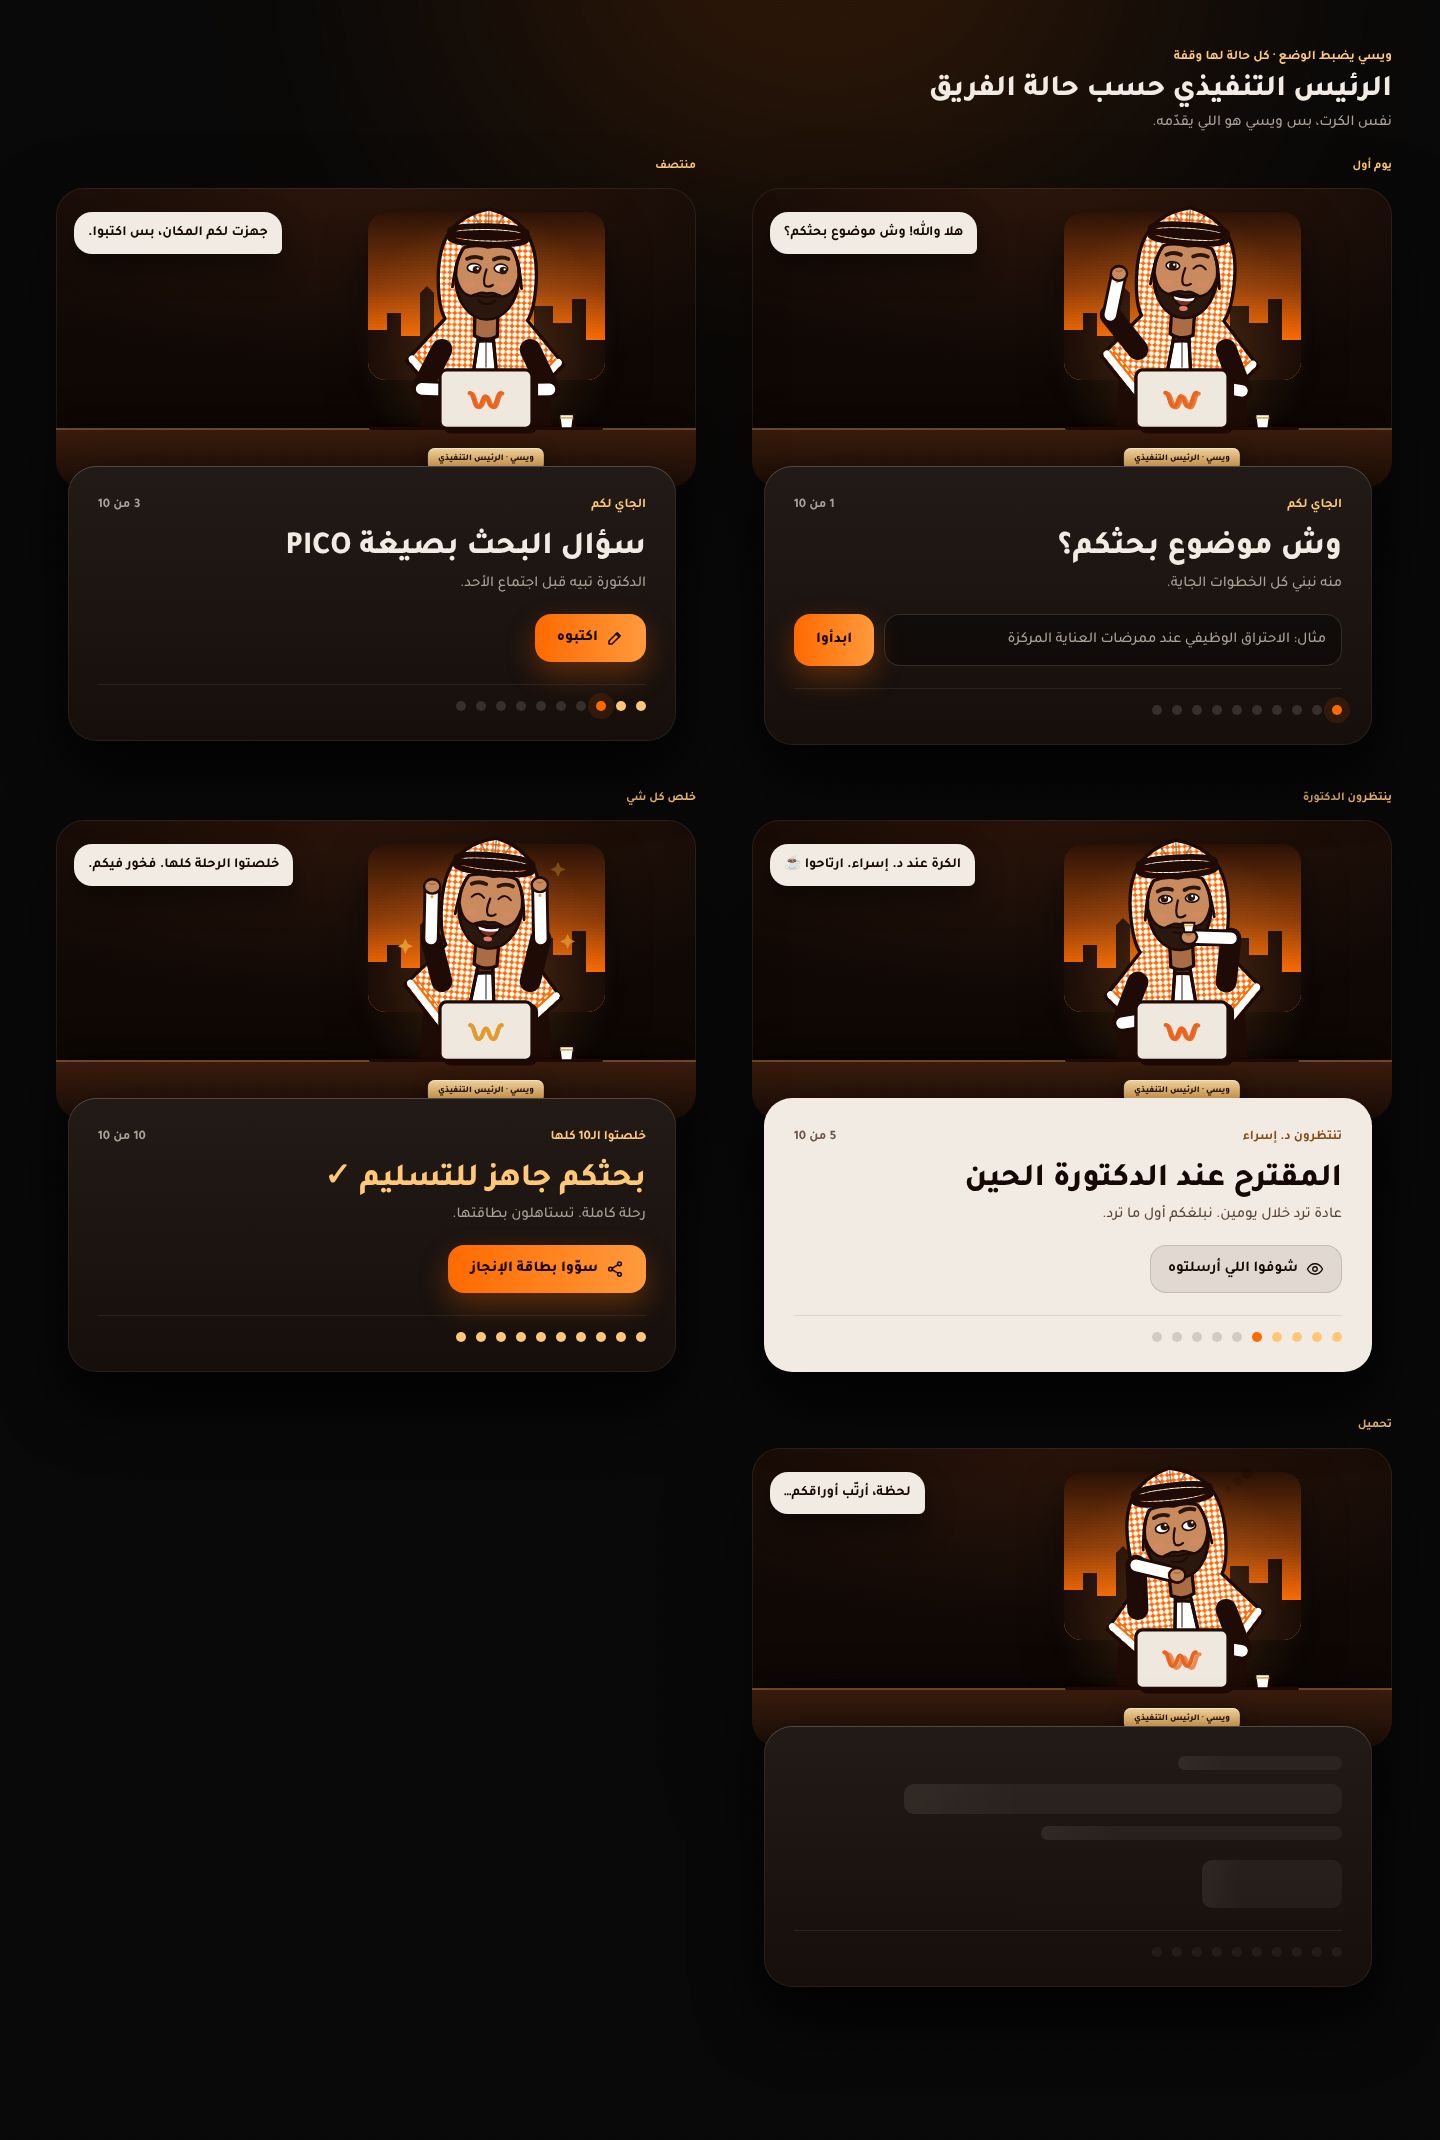 ويسي يضبط الوضع · كل حالة لها وقفة
الرئيس التنفيذي حسب حالة الفريق
نفس الكرت، بس ويسي هو اللي يقدّمه.
يوم أول
هلا والله! وش موضوع بحثكم؟
W
ويسي · الرئيس التنفيذي
الجاي لكم
1 من 10
وش موضوع بحثكم؟
منه نبني كل الخطوات الجاية.
مثال: الاحتراق الوظيفي عند ممرضات العناية المركزة
ابدأوا
منتصف
جهزت لكم المكان، بس اكتبوا.
W
ويسي · الرئيس التنفيذي
الجاي لكم
3 من 10
سؤال البحث بصيغة PICO
الدكتورة تبيه قبل اجتماع الأحد.
اكتبوه
ينتظرون الدكتورة
الكرة عند د. إسراء. ارتاحوا ☕
W
ويسي · الرئيس التنفيذي
تنتظرون د. إسراء
5 من 10
المقترح عند الدكتورة الحين
عادة ترد خلال يومين. نبلغكم أول ما ترد.
شوفوا اللي أرسلتوه
خلص كل شي
خلصتوا الرحلة كلها. فخور فيكم.
W
ويسي · الرئيس التنفيذي
خلصتوا الـ10 كلها
10 من 10
بحثكم جاهز للتسليم ✓
رحلة كاملة. تستاهلون بطاقتها.
سوّوا بطاقة الإنجاز
تحميل
لحظة، أرتّب أوراقكم…
W
ويسي · الرئيس التنفيذي